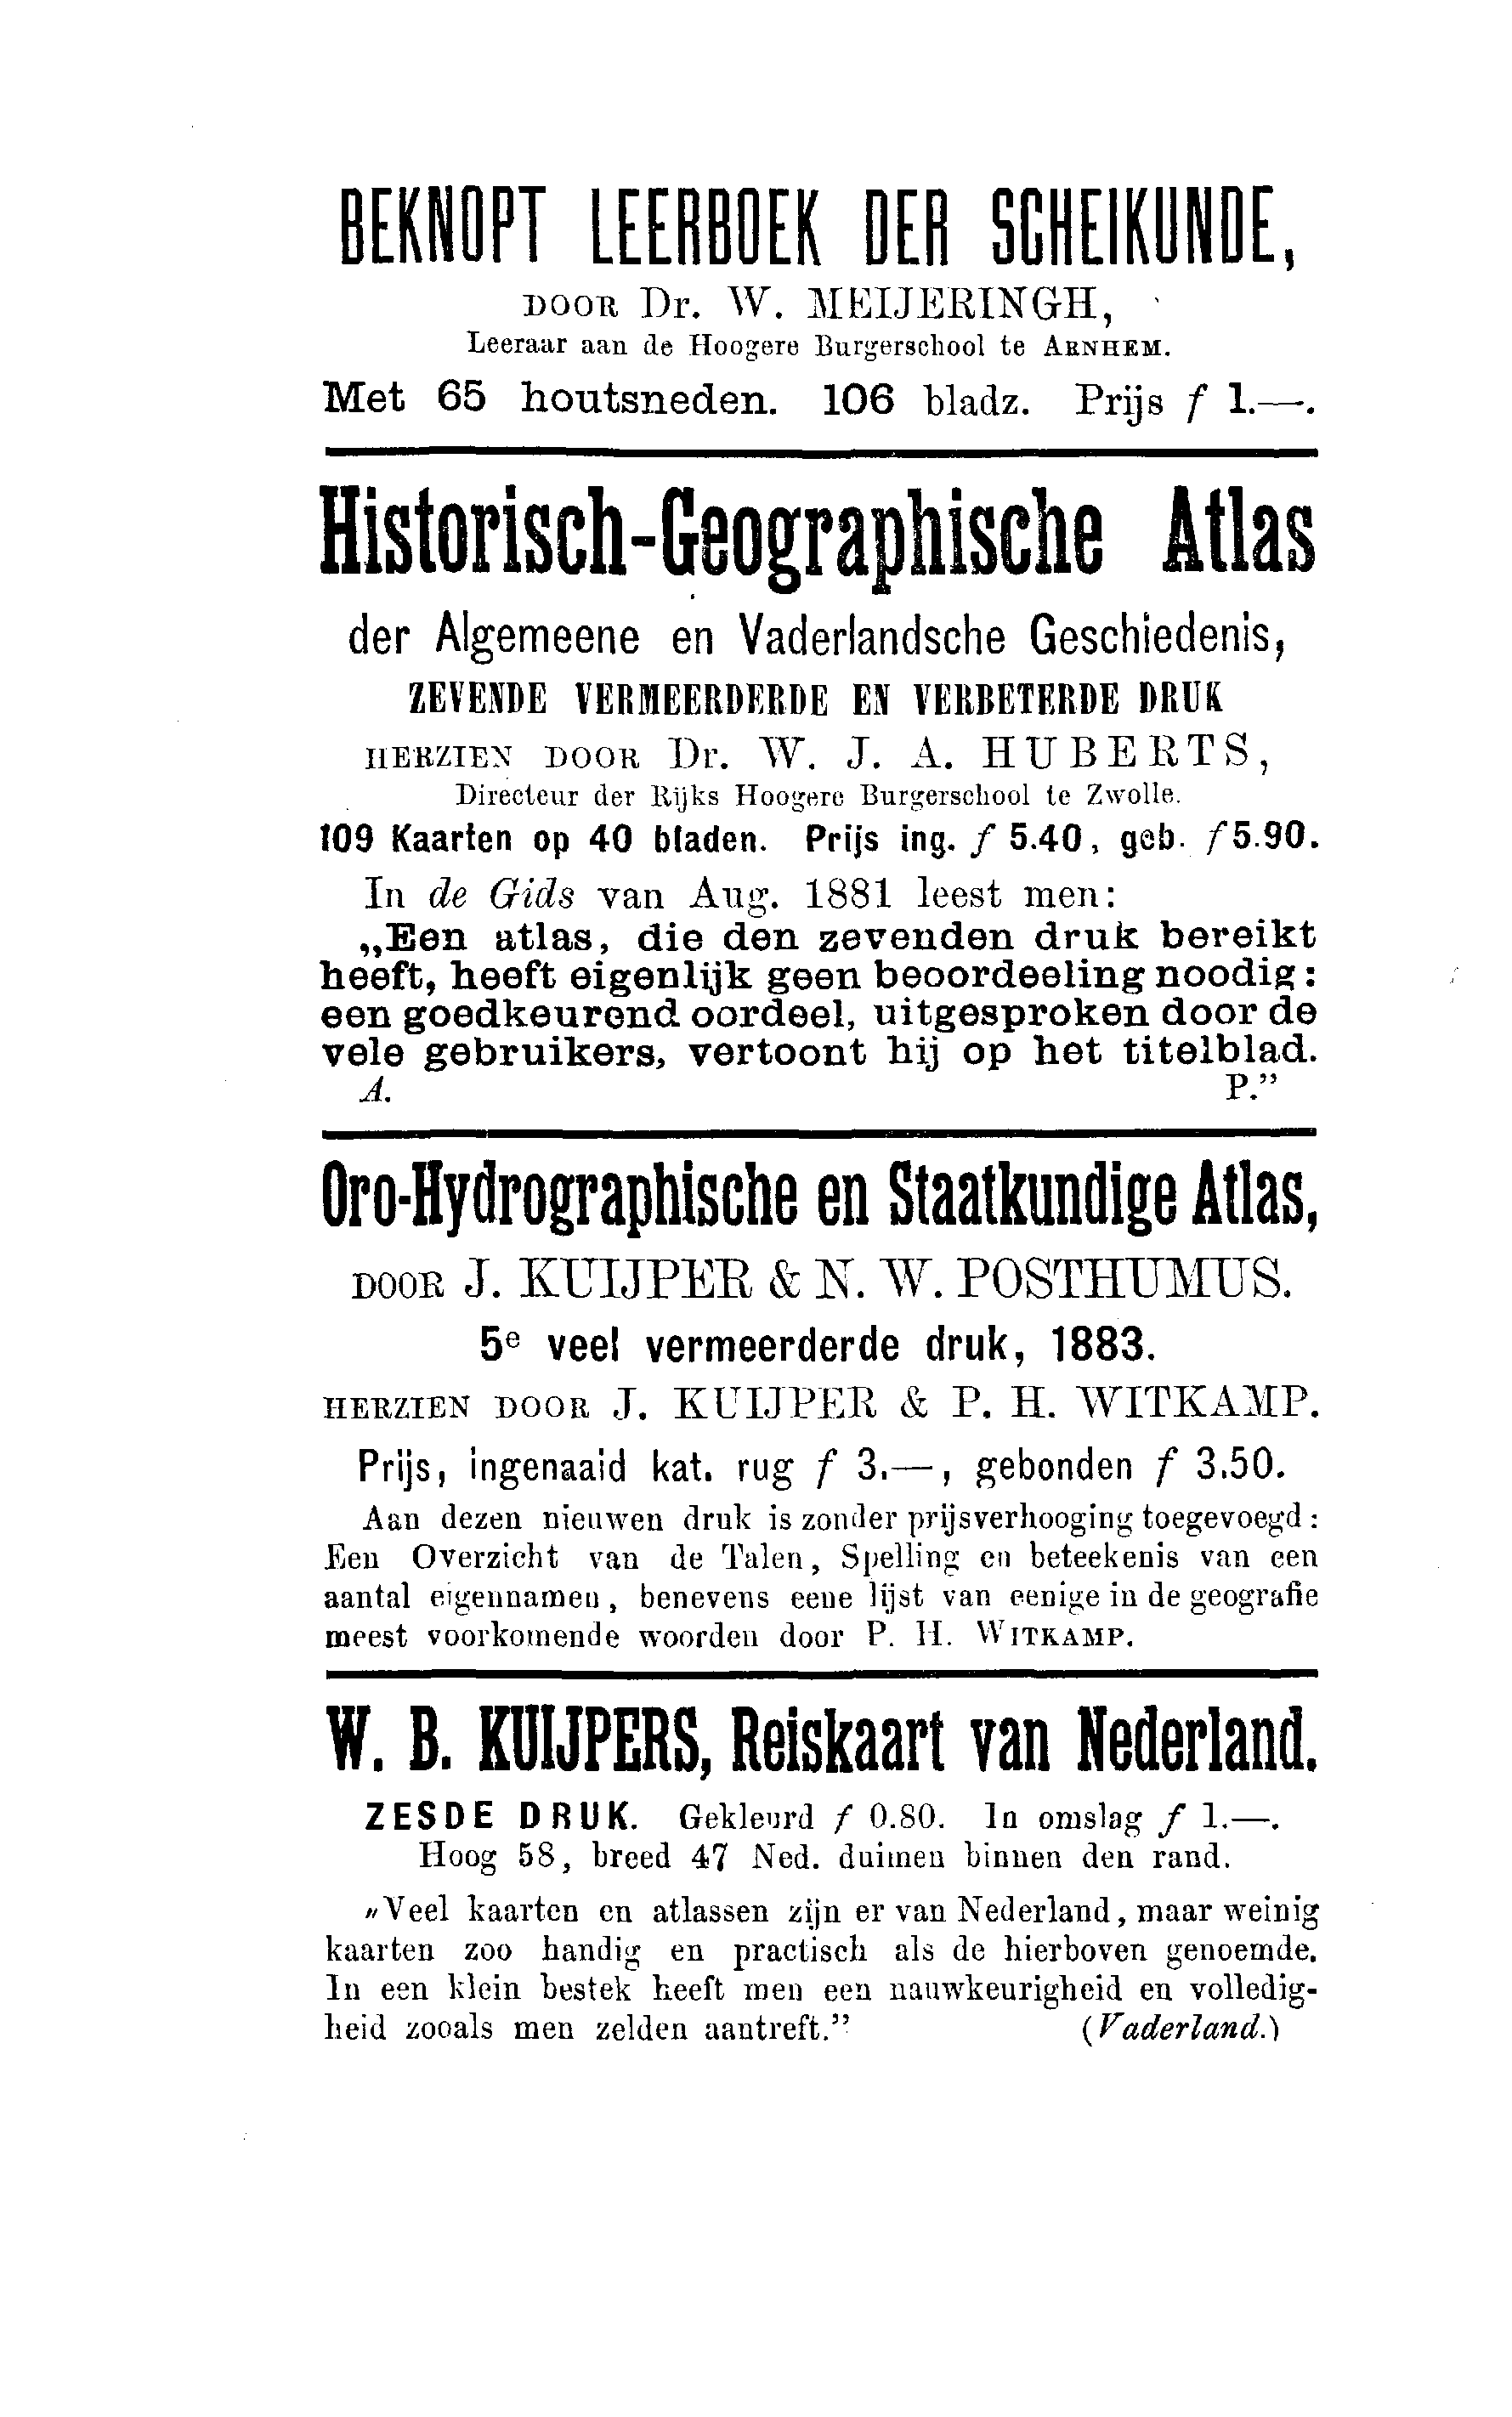 BEKNOPT LEERBOEK DER SCHEIKUNDE,
DOOR Dr. W. MEIJERINGH,
Leeraar aan de Hoogere Burgerschool te ARNHEM.
Met 65 houtsneden. 106 bladz. Prijs f 1.—.
Historisch-Geographische Atlas
der Algemeene en Vaderlandsche Geschiedenis,
ZEVENDE VERMEERDERDE EN VERBETERDE DRUK
HERZIEN DOOR Dr. W. J. A. HUBERTS,
Directeur der Rijks Hoogere Burgerschool te Zwolle.
109 Kaarten op 40 bladen. Prijs ing. f 5.40, geb. f 5.90.
In de Gids van Aug. 1881 leest men:
„Een atlas, die den zevenden druk bereikt
heeft, heeft eigenlijk geen beoordeeling noodig:
een goedkeurend oordeel, uitgesproken door de
vele gebruikers, vertoont hij op het titelblad.
A. P.”
Oro-Hydrographische en Staatkundige Atlas,
DOOR J. KUIJPER & N. W. POSTHUMUS.
5e veel vermeerderde druk, 1883.
HERZIEN DOOR J. KUIJPER & P. H. WITKAMP.
Prijs, ingenaaid kat. rug f 3.—, gebonden f 3.50.
Aan dezen nieuwen druk is zonder prijsverhooging toegevoegd:
Een Overzicht van de Talen, Spelling en beteekenis van een
aantal eigennamen, benevens eene lijst van eenige in de geografie
meest voorkomende woorden door P. H. WITKAMP.
W. B. KUIJPERS, Reiskaart van Nederland.
ZESDE DRUK. Gekleurd f 0.80. In omslag f 1.—.
Hoog 58, breed 47 Ned. duimen binnen den rand.
„Veel kaarten en atlassen zijn er van Nederland, maar weinig
kaarten zoo handig en practisch als de hierboven genoemde.
In een klein bestek heeft men een nauwkeurigheid en volledig-
heid zooals men zelden aantreft.” (Vaderland.)